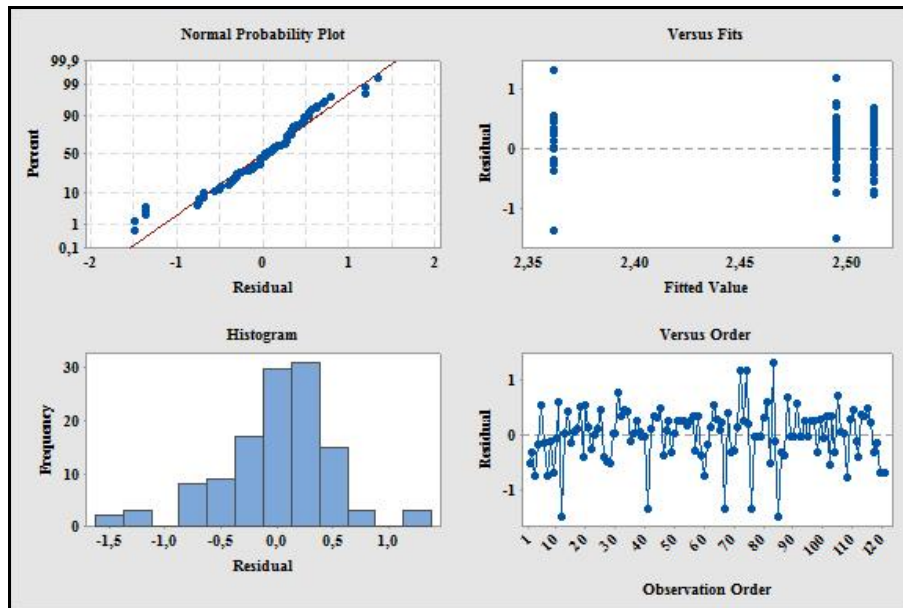 Normal Probability Plot
99,9
99
90
50
10
1
0,1
Percent
-2 -1 0 1 2
Residual
Versus Fits
1
0
-1
Residual
2,35 2,40 2,45 2,50
Fitted Value
Histogram
30
20
10
0
Frequency
-1,5 -1,0 -0,5 0,0 0,5 1,0
Residual
Versus Order
1
0
-1
Residual
1 10 20 30 40 50 60 70 80 90 100 110 120
Observation Order